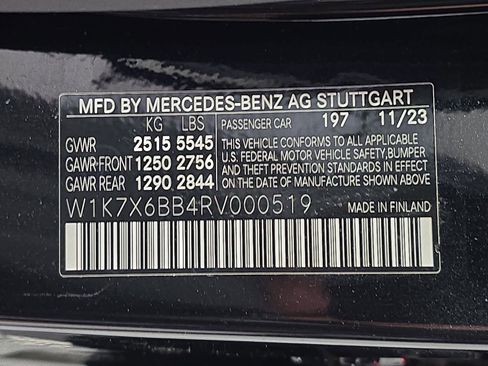 MFD BY MERCEDES-BENZ AG STUTTGART
KG LBS PASSENGER CAR 197 11/23
GVWR 2515 5545
GAWR-FRONT 1250 2756
GAWR REAR 1290 2844
THIS VEHICLE CONFORMS TO ALL APPLICABLE
U.S. FEDERAL MOTOR VEHICLE SAFETY, BUMPER
AND THEFT PREVENTION STANDARDS IN EFFECT
ON THE DATE OF MANUFACTURE SHOWN ABOVE.
W1K7X6BB4RV000519 MADE IN FINLAND